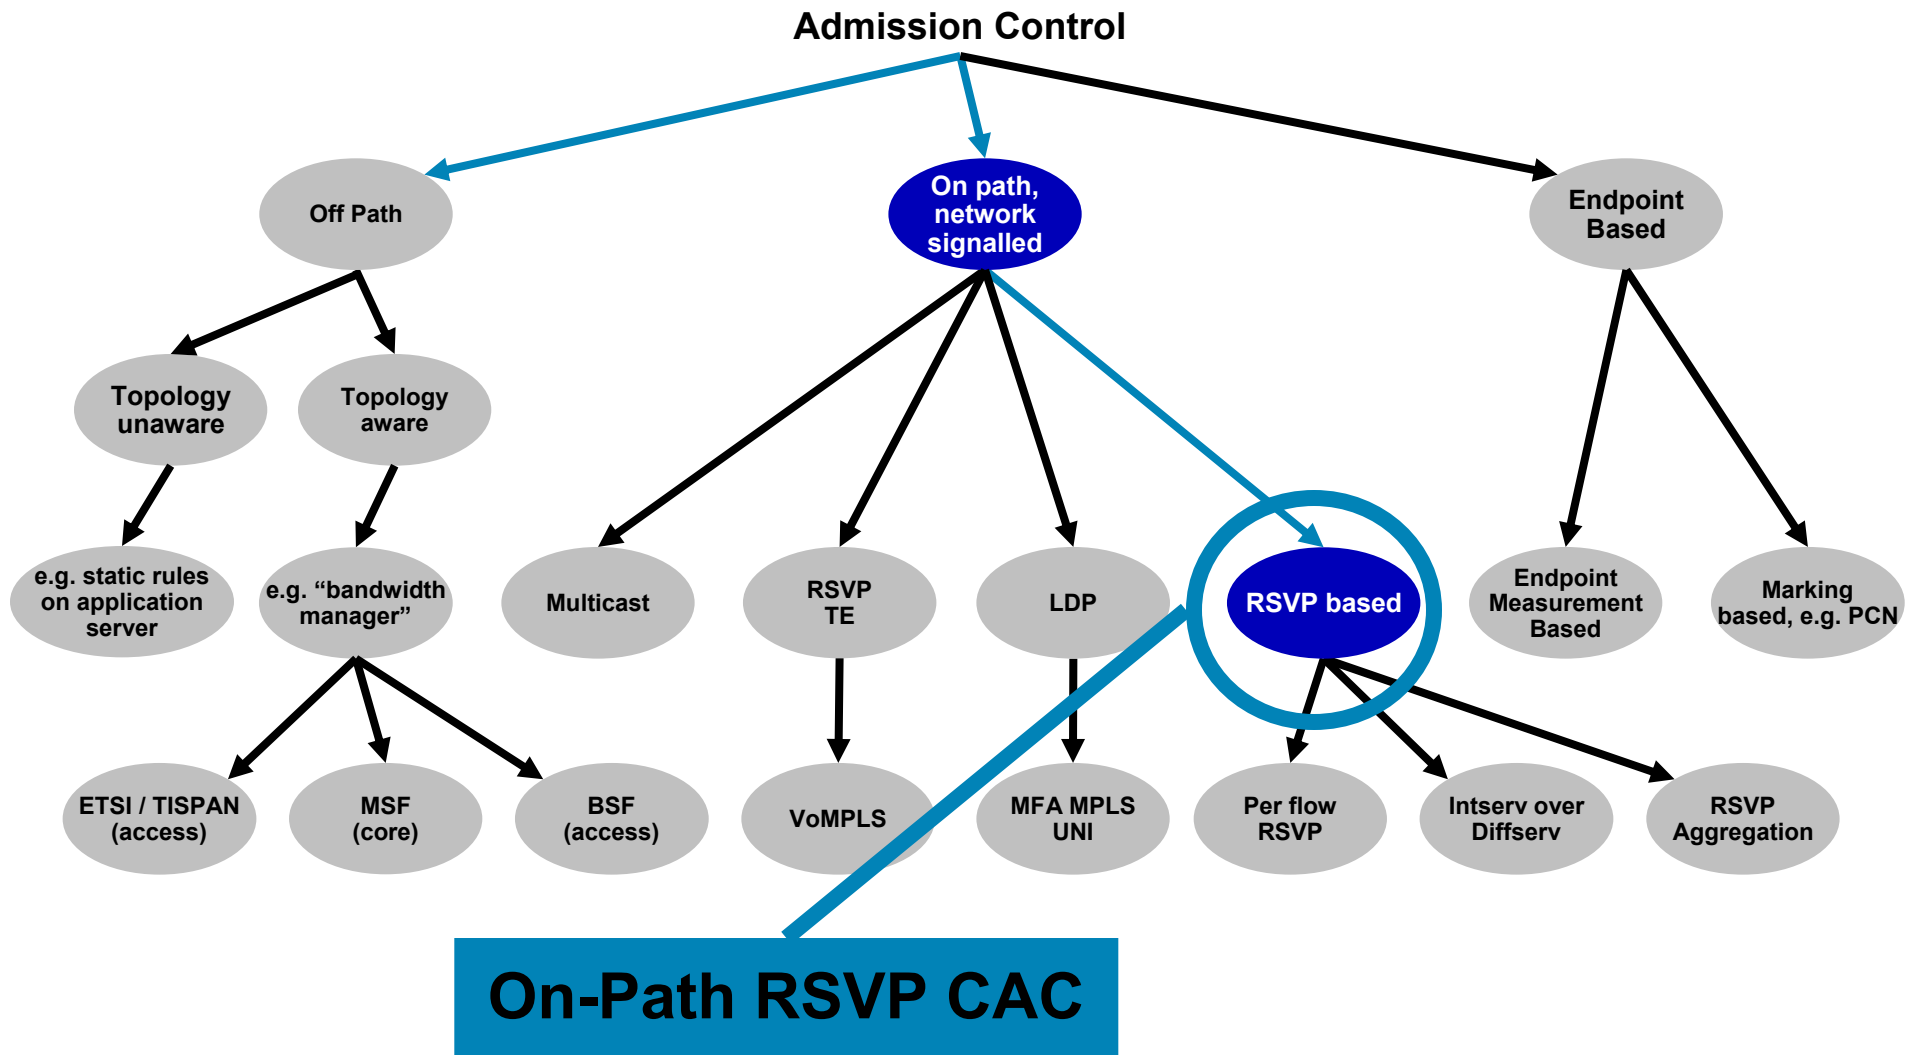 Admission Control
Off Path
On path,
network
signalled
Endpoint
Based
Topology
unaware
Topology
aware
e.g. static rules
on application
server
e.g. “bandwidth
manager”
Multicast
RSVP
TE
LDP
RSVP based
Endpoint
Measurement
Based
Marking
based, e.g. PCN
ETSI / TISPAN
(access)
MSF
(core)
BSF
(access)
VoMPLS
MFA MPLS
UNI
Per flow
RSVP
Intserv over
Diffserv
RSVP
Aggregation
On-Path RSVP CAC